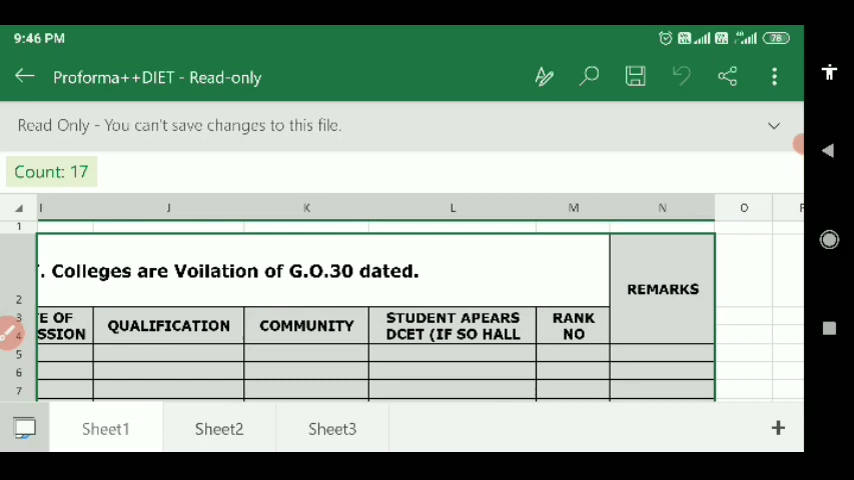 9:46 PM
78
Proforma++DIET - Read-only
Read Only - You can't save changes to this file.
Count: 17
I J K L M N O
1
. Colleges are Voilation of G.O.30 dated.
REMARKS
2
3
E OF
SSION
QUALIFICATION
COMMUNITY
STUDENT APEARS
DCET (IF SO HALL
RANK
NO
4
5
6
7
Sheet1 Sheet2 Sheet3 +